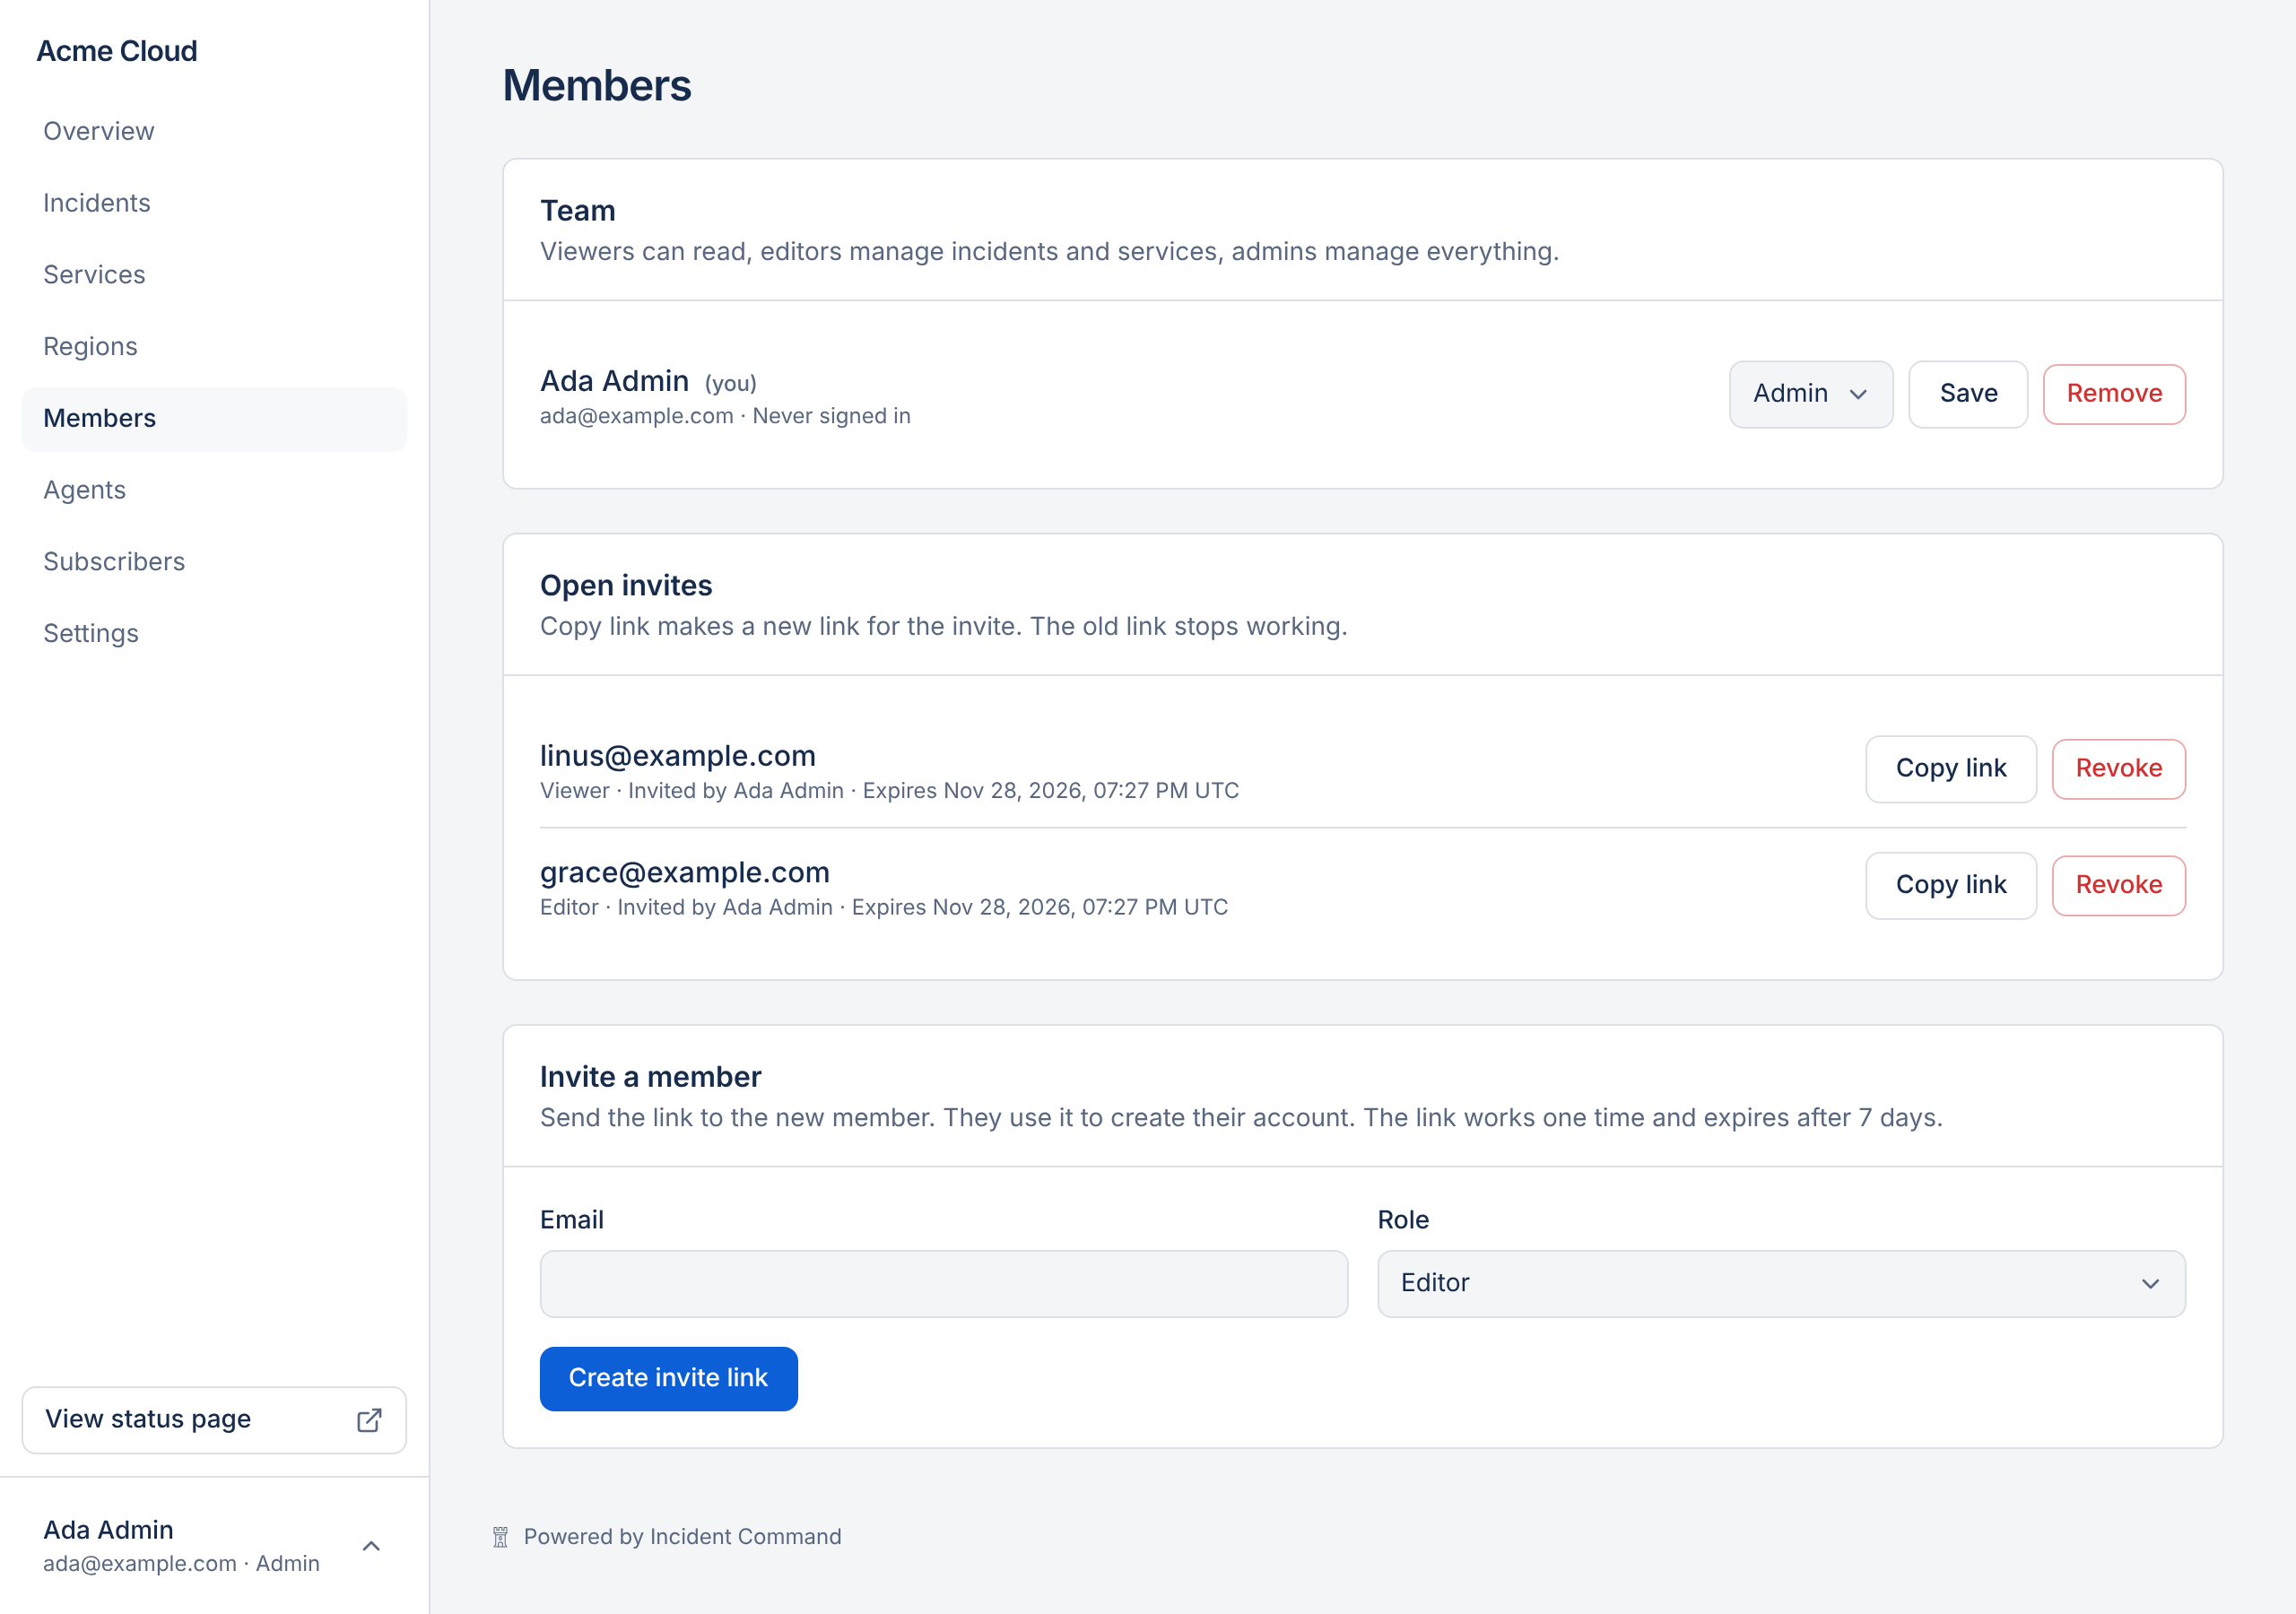 Acme Cloud
Overview
Incidents
Services
Regions
Members
Agents
Subscribers
Settings
View status page
Ada Admin
ada@example.com · Admin
Members
Team
Viewers can read, editors manage incidents and services, admins manage everything.
Ada Admin (you)
ada@example.com · Never signed in
Admin
Save
Remove
Open invites
Copy link makes a new link for the invite. The old link stops working.
linus@example.com
Viewer · Invited by Ada Admin · Expires Nov 28, 2026, 07:27 PM UTC
Copy link
Revoke
grace@example.com
Editor · Invited by Ada Admin · Expires Nov 28, 2026, 07:27 PM UTC
Copy link
Revoke
Invite a member
Send the link to the new member. They use it to create their account. The link works one time and expires after 7 days.
Email
Role
Editor
Create invite link
Powered by Incident Command